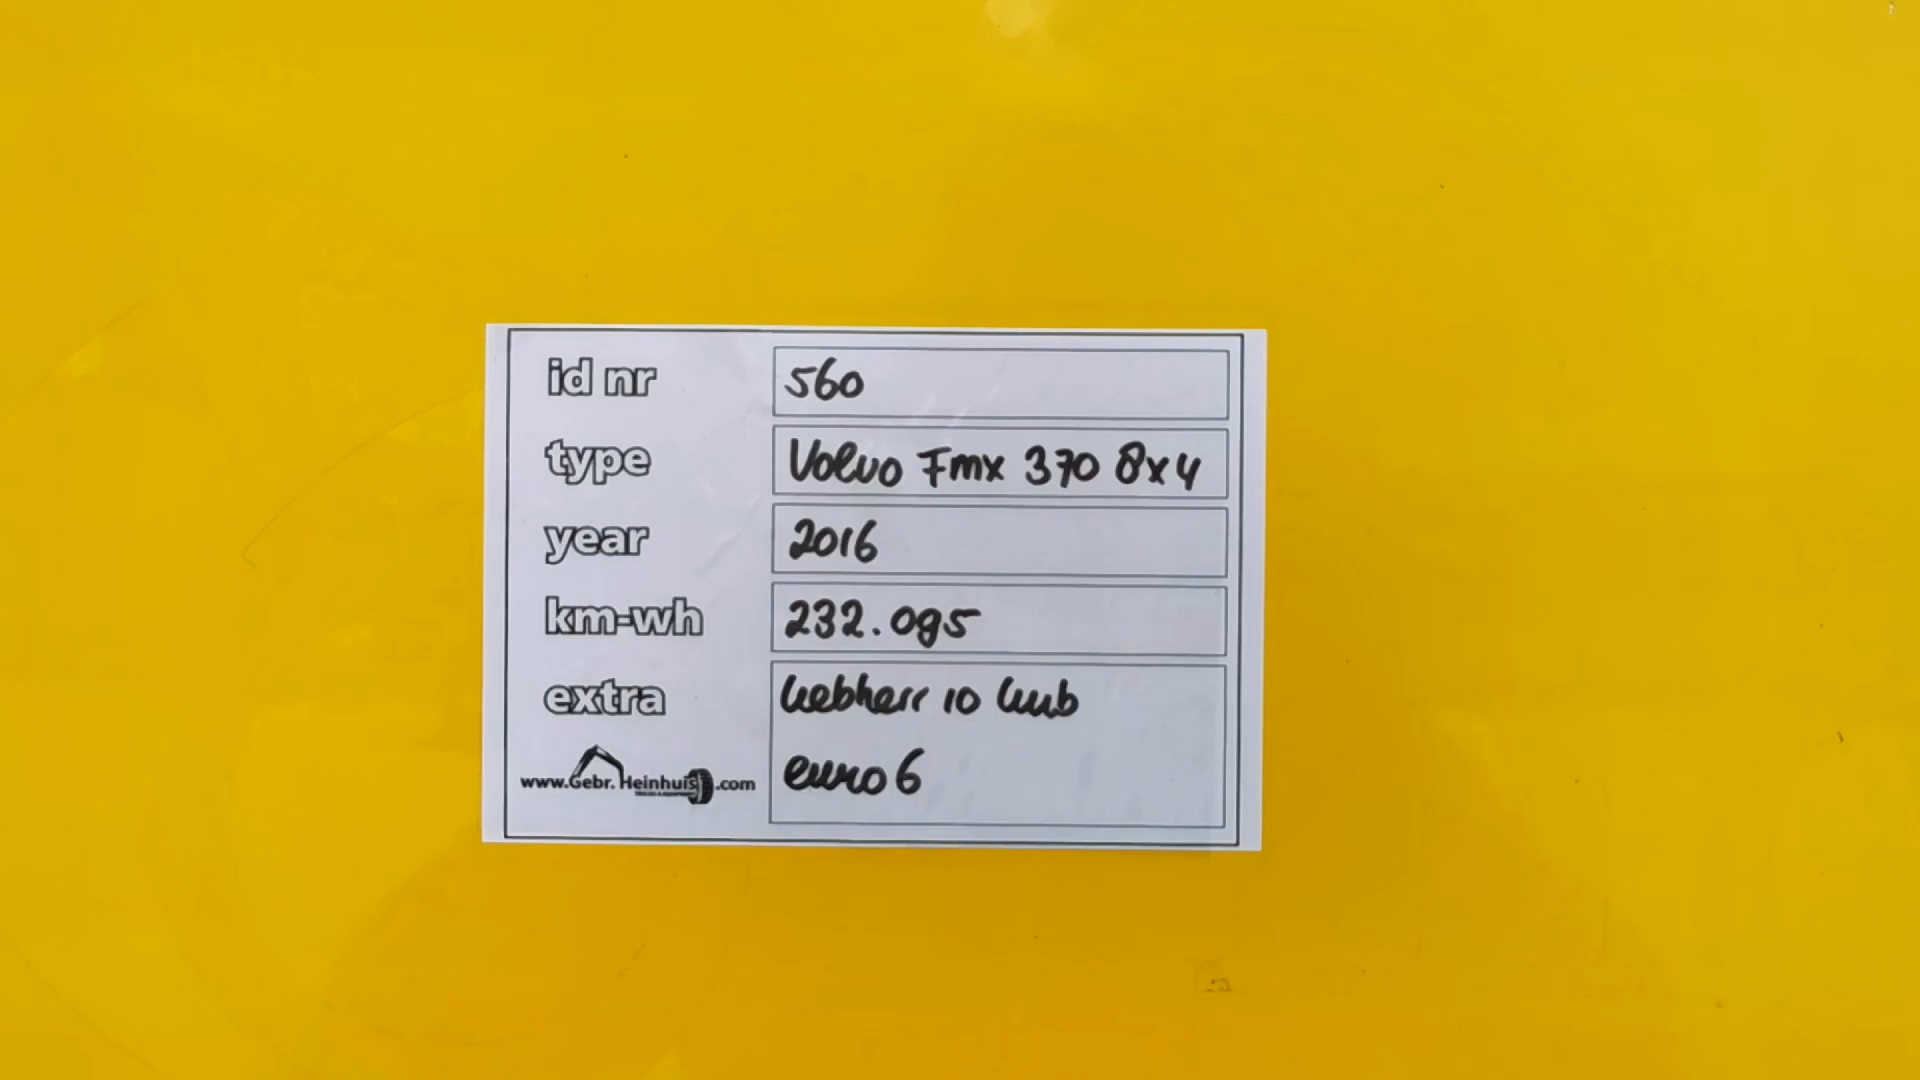 id nr 560
type Volvo Fmx 370 8x4
year 2016
km-wh 232.095
extra Liebherr 10 kub
euro 6
www.Gebr.Heinhuis.com